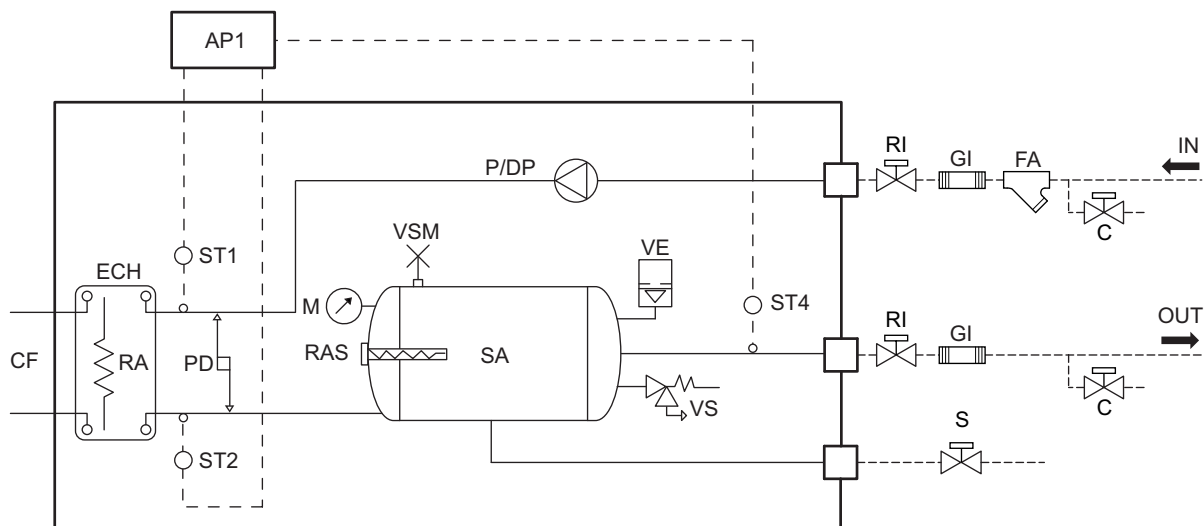 AP1
RI
GI
FA
IN
P/DP
C
VSM
VE
ST1
ECH
M
ST4
RI
GI
OUT
CF
RA
PD
RAS
SA
C
VS
S
ST2